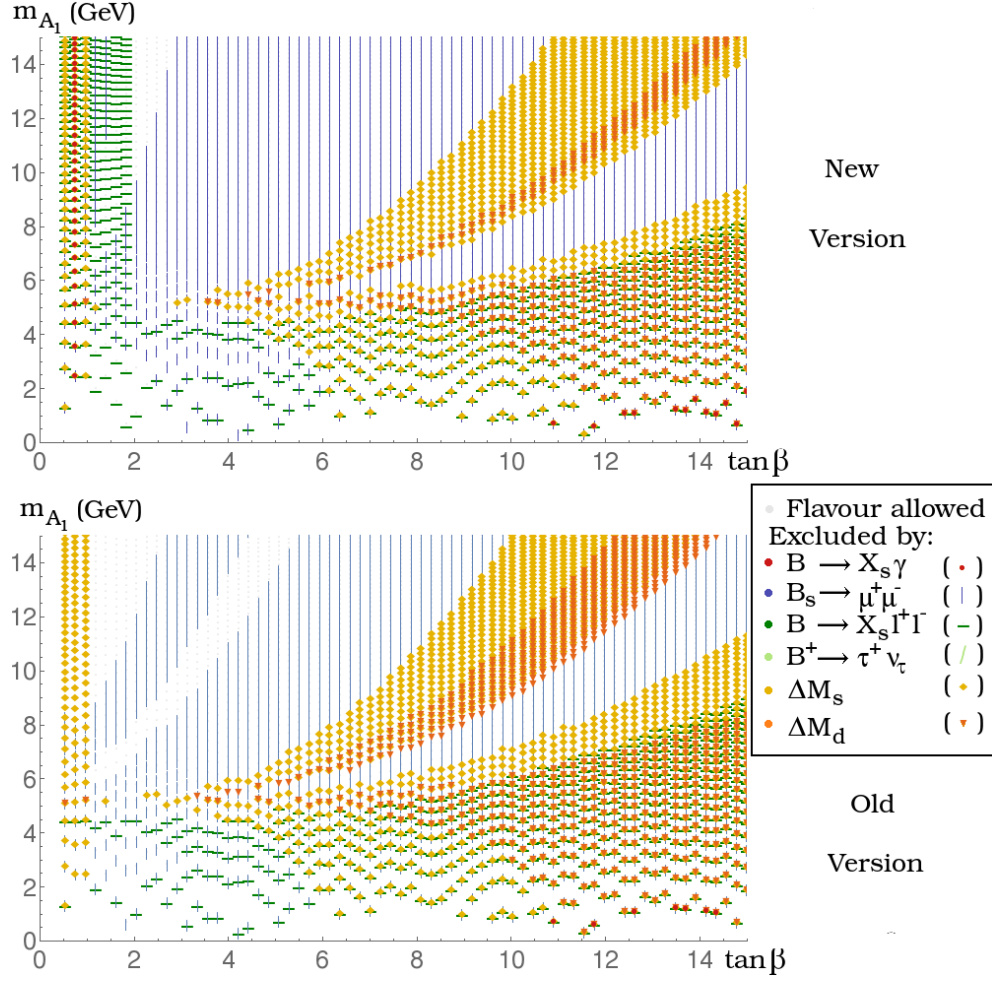 m_A₁ (GeV)
14
12
10
8
6
4
2
0
0 2 4 6 8 10 12 14 tan β
New
Version
m_A₁ (GeV)
14
12
10
8
6
4
2
0
0 2 4 6 8 10 12 14 tan β
Flavour allowed
Excluded by:
B → X_s γ ( • )
B_s → μ⁺μ⁻ ( | )
B → X_s l⁺l⁻ ( – )
B⁺ → τ⁺ ν_τ ( / )
ΔM_s ( ◆ )
ΔM_d ( ▼ )
Old
Version